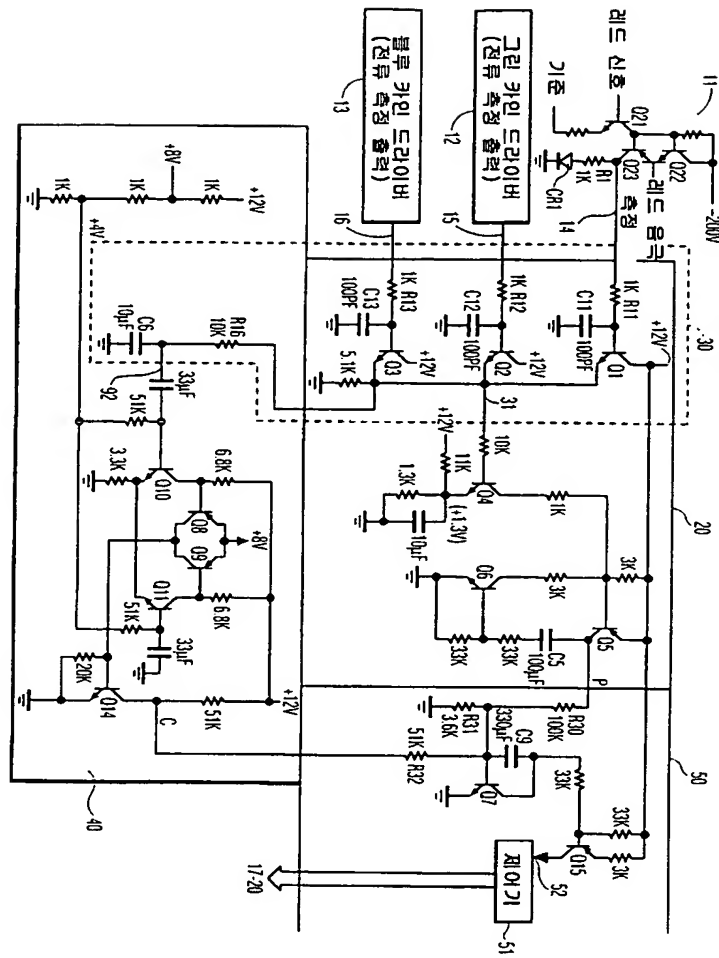 11
-200V
Q22
Q21
Q23
레드 신호
기준
레드 음극
측정
R1
1K
CR1
14
그린 카인 드라이버
(전류 측정 출력)
12
15
블루 카인 드라이버
(전류 측정 출력)
13
16
20
30
+12V
1K R11
C11
100PF
Q1
1K R12
C12
100PF
Q2
+12V
1K R13
C13
100PF
Q3
+12V
5.1K
31
10K
Q4
+12V
11K
1.3K
(+1.3V)
10µF
1K
3K
3K
Q6
Q5
33K
33K
C5
100µF
P
50
R30
100K
R31
3.6K
C9
330µF
Q7
51K
R32
33K
33K
3K
Q15
52
제어기
51
17-20
40
+12V
1K
+8V
1K
1K
+4V
R16
10K
C6
10µF
92
33µF
51K
Q10
3.3K
6.8K
Q8
Q9
+8V
Q11
6.8K
51K
33µF
20K
Q14
C
51K
+12V